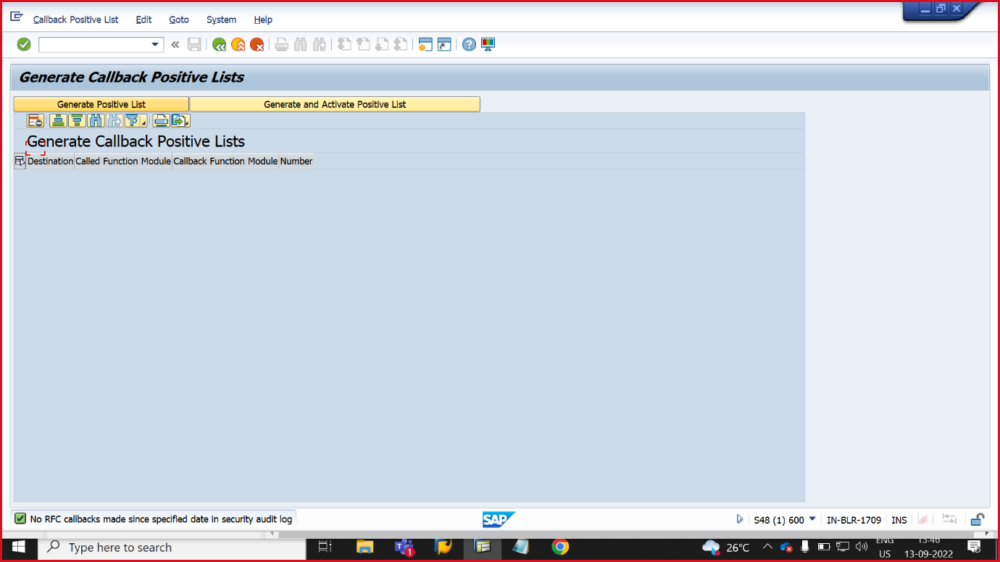 Callback Positive List Edit Goto System Help
Generate Callback Positive Lists
Generate Positive List Generate and Activate Positive List
Generate Callback Positive Lists
Destination Called Function Module Callback Function Module Number
No RFC callbacks made since specified date in security audit log SAP S48 (1) 600 IN-BLR-1709 INS
Type here to search 1 26°C ENG 13:46
US 13-09-2022